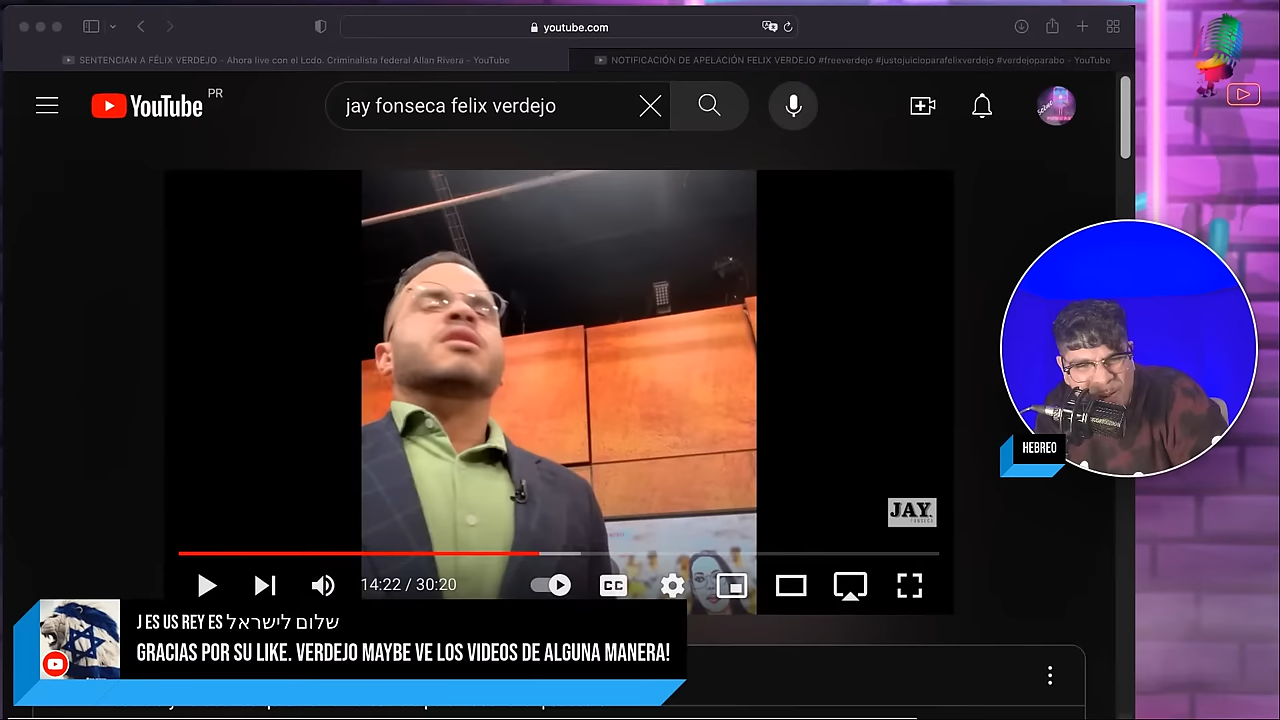 youtube.com
SENTENCIAN A FÉLIX VERDEJO - Ahora live con el Lcdo. Criminalista federal Allan Rivera - YouTube
NOTIFICACIÓN DE APELACIÓN FELIX VERDEJO #freeverdejo #justojuicioparafelixverdejo #verdejoparabo - YouTube
YouTube PR
jay fonseca felix verdejo
JAY
FONSECA
HEBREO
14:22 / 30:20
CC
J ES US REY ES שלום לישראל
GRACIAS POR SU LIKE. VERDEJO MAYBE VE LOS VIDEOS DE ALGUNA MANERA!